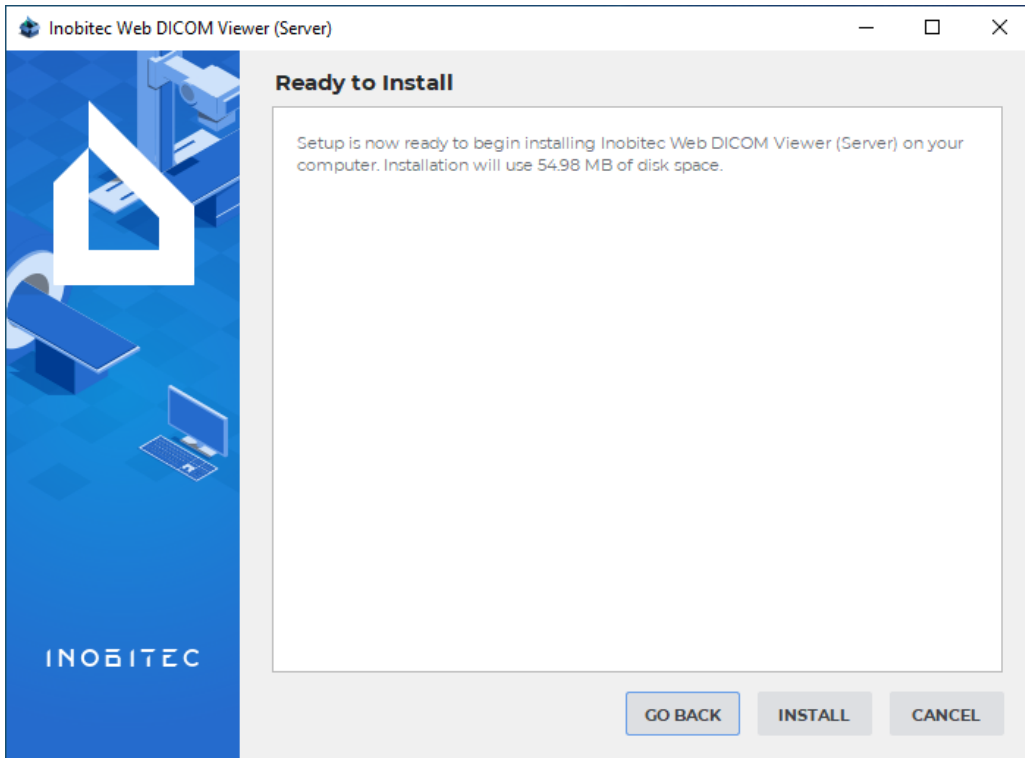 Inobitec Web DICOM Viewer (Server)
Ready to Install
Setup is now ready to begin installing Inobitec Web DICOM Viewer (Server) on your
computer. Installation will use 54.98 MB of disk space.
INOBITEC
GO BACK
INSTALL
CANCEL